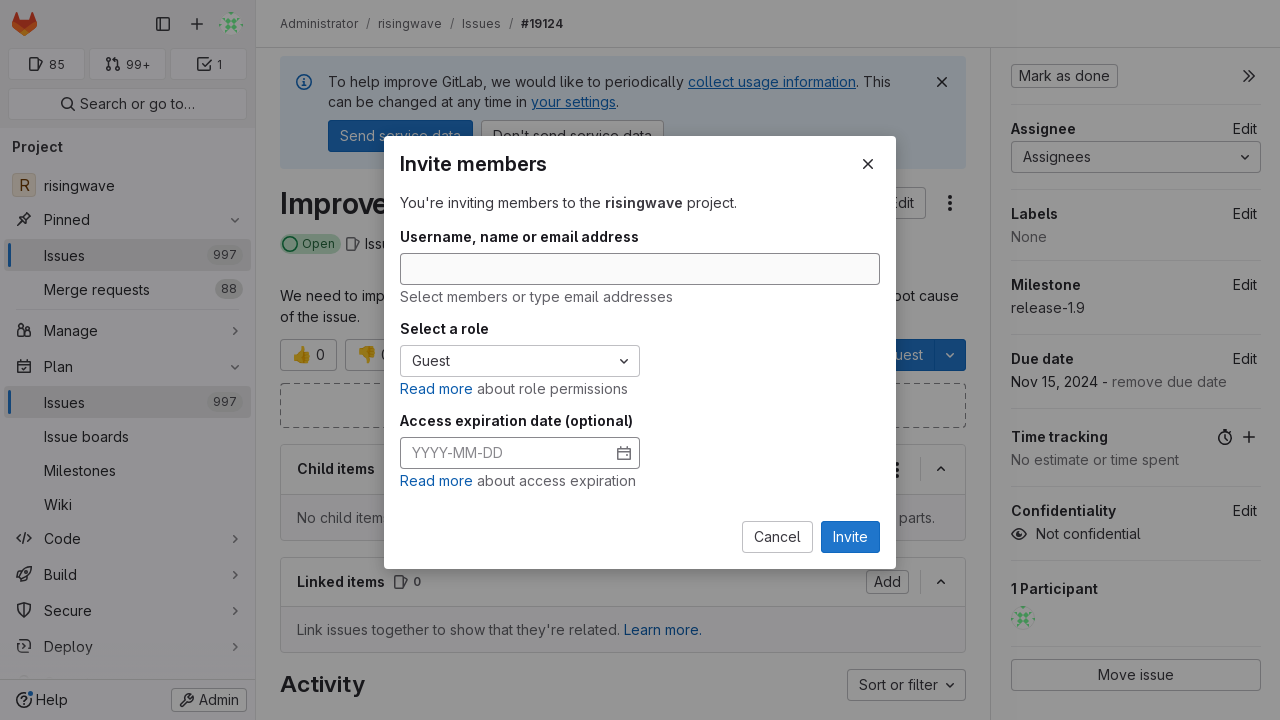 Administrator / risingwave / Issues / #19124
85
99+
1
Search or go to…
Project
R risingwave
Pinned
Issues 997
Merge requests 88
Manage
Plan
Issues 997
Issue boards
Milestones
Wiki
Code
Build
Secure
Deploy
Help
Admin
To help improve GitLab, we would like to periodically collect usage information. This
can be changed at any time in your settings.
Send service data Don't send service data
Improve
Edit
Open Issu
We need to imp
oot cause
of the issue.
👍 0
👎 0
uest
Invite members
You're inviting members to the risingwave project.
Username, name or email address
Select members or type email addresses
Select a role
Guest
Read more about role permissions
Access expiration date (optional)
YYYY-MM-DD
Read more about access expiration
Cancel Invite
Child items
No child items
parts.
Linked items 0
Add
Link issues together to show that they're related. Learn more.
Activity
Sort or filter
Mark as done
Assignee Edit
Assignees
Labels Edit
None
Milestone Edit
release-1.9
Due date Edit
Nov 15, 2024 - remove due date
Time tracking
No estimate or time spent
Confidentiality Edit
Not confidential
1 Participant
Move issue